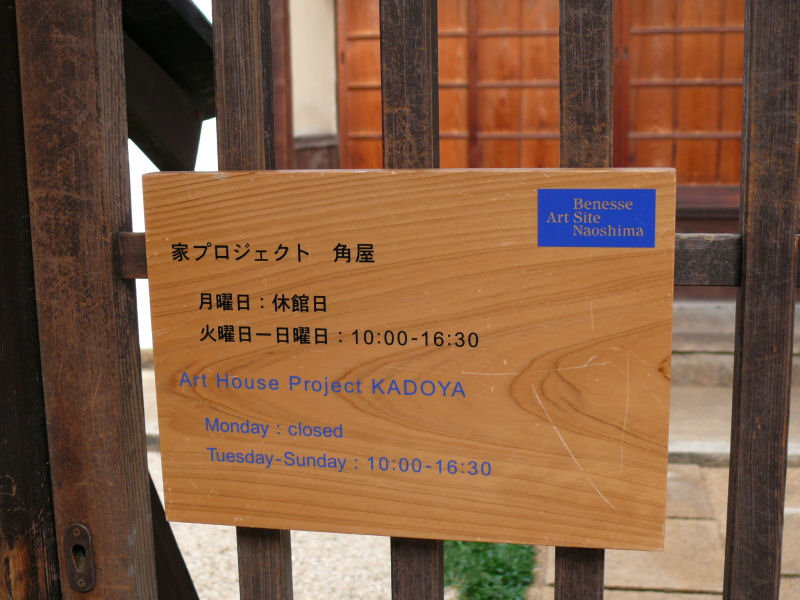 Benesse
Art Site
Naoshima
家プロジェクト　角屋
月曜日：休館日
火曜日ー日曜日：10:00-16:30
Art House Project KADOYA
Monday : closed
Tuesday-Sunday : 10:00-16:30